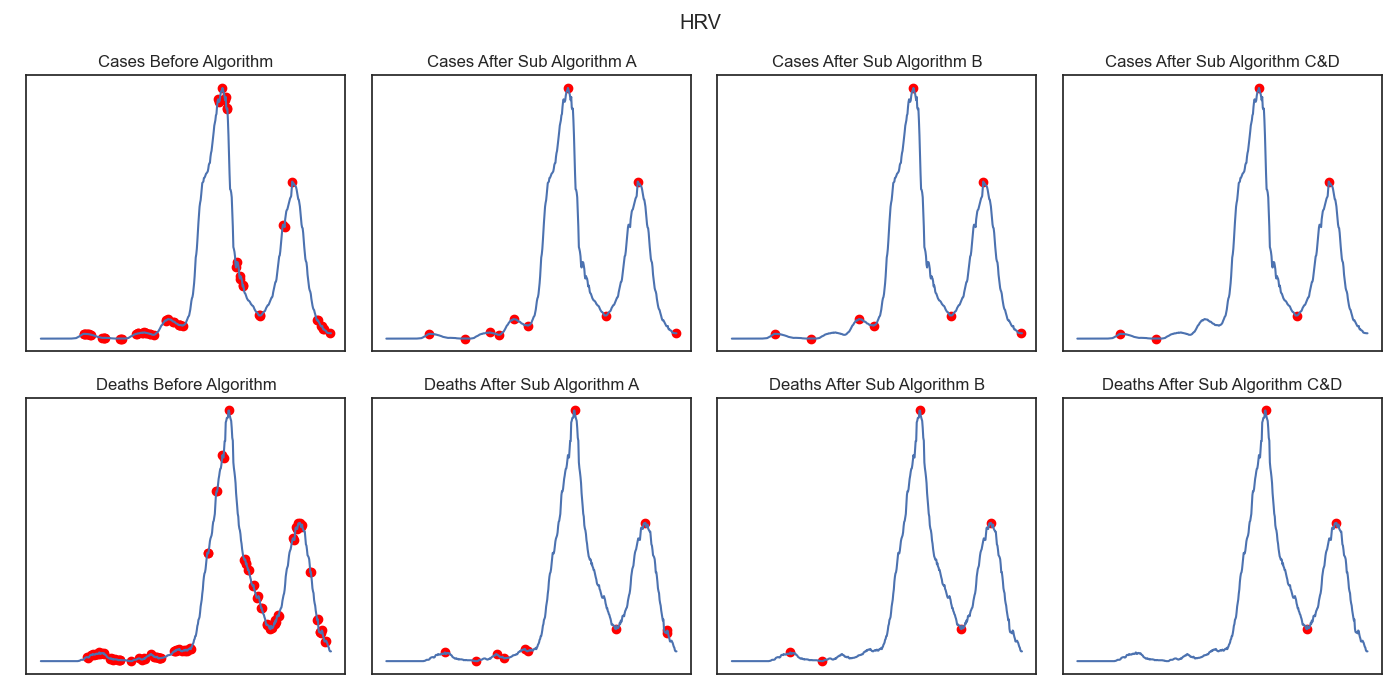 HRV
Cases Before Algorithm
Cases After Sub Algorithm A
Cases After Sub Algorithm B
Cases After Sub Algorithm C&D
Deaths Before Algorithm
Deaths After Sub Algorithm A
Deaths After Sub Algorithm B
Deaths After Sub Algorithm C&D